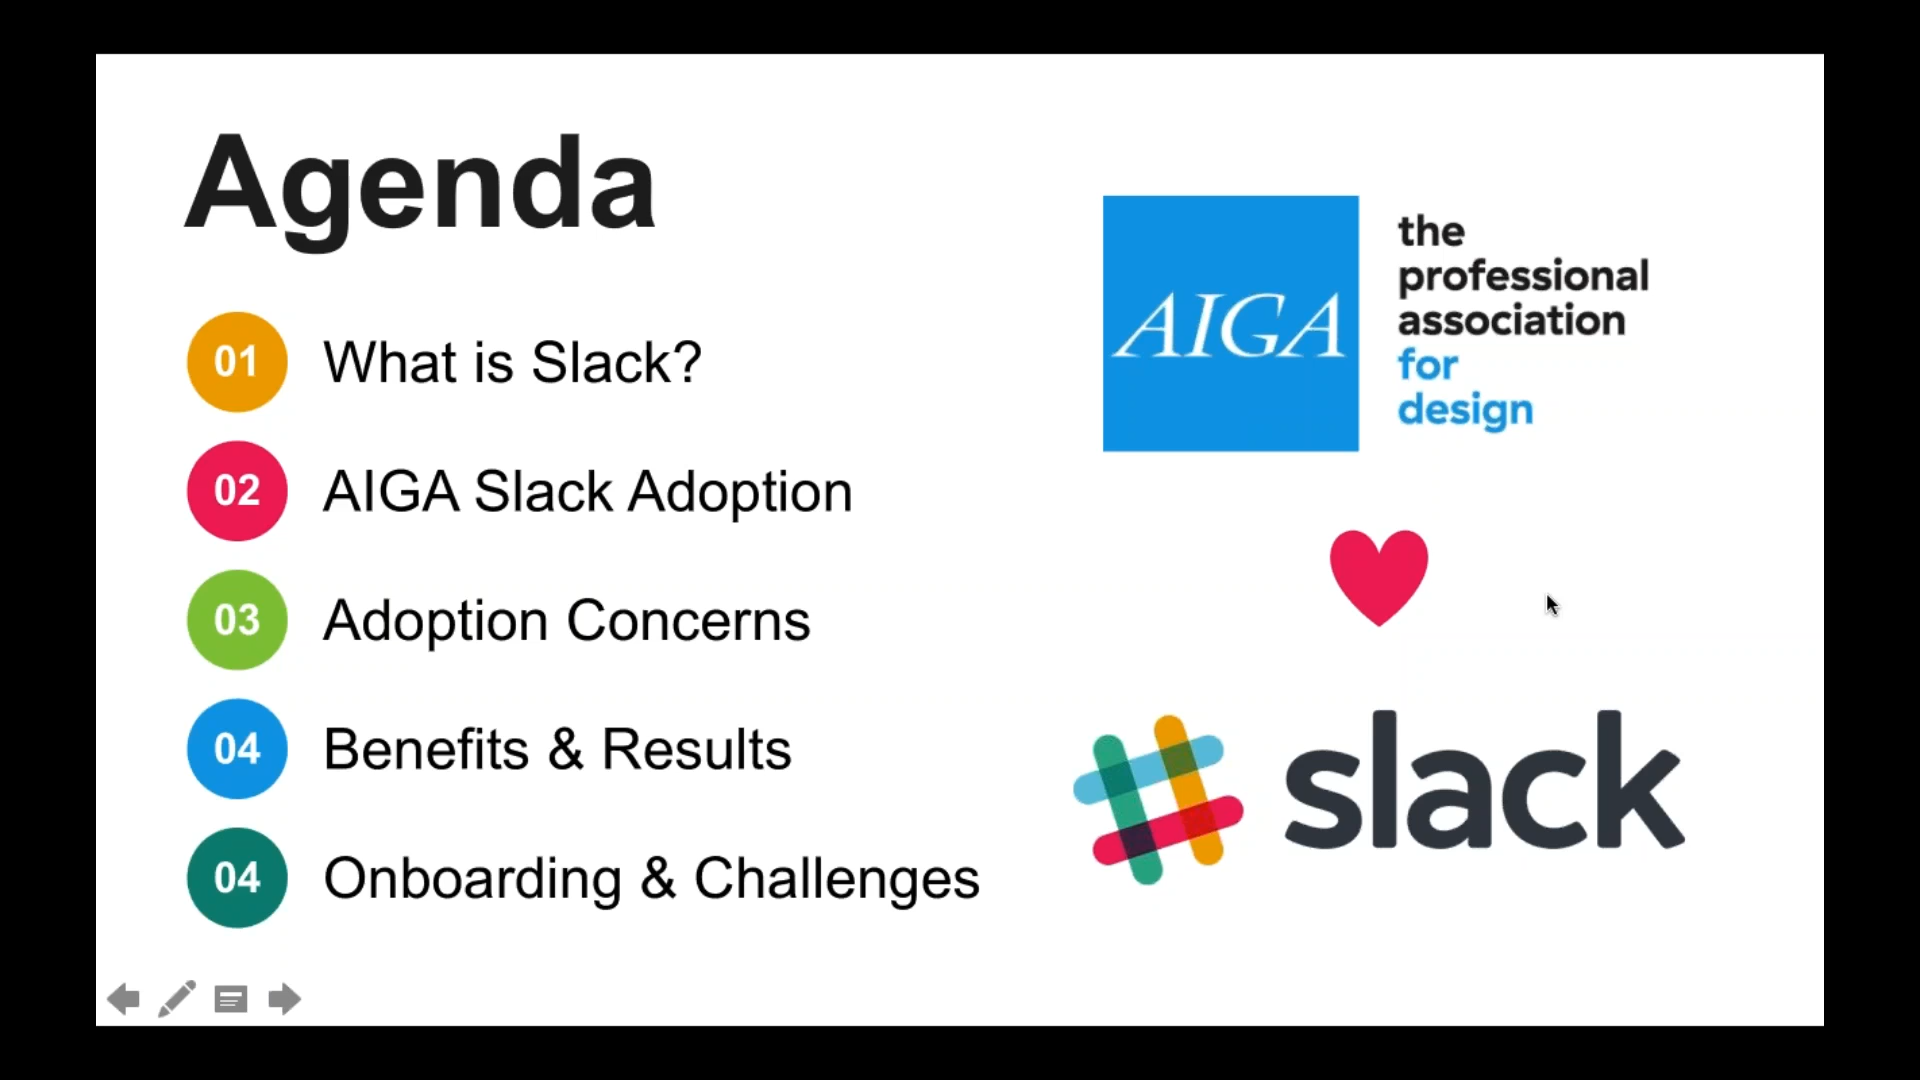 Agenda
01 What is Slack?
02 AIGA Slack Adoption
03 Adoption Concerns
04 Benefits & Results
04 Onboarding & Challenges
AIGA
the
professional
association
for
design
slack